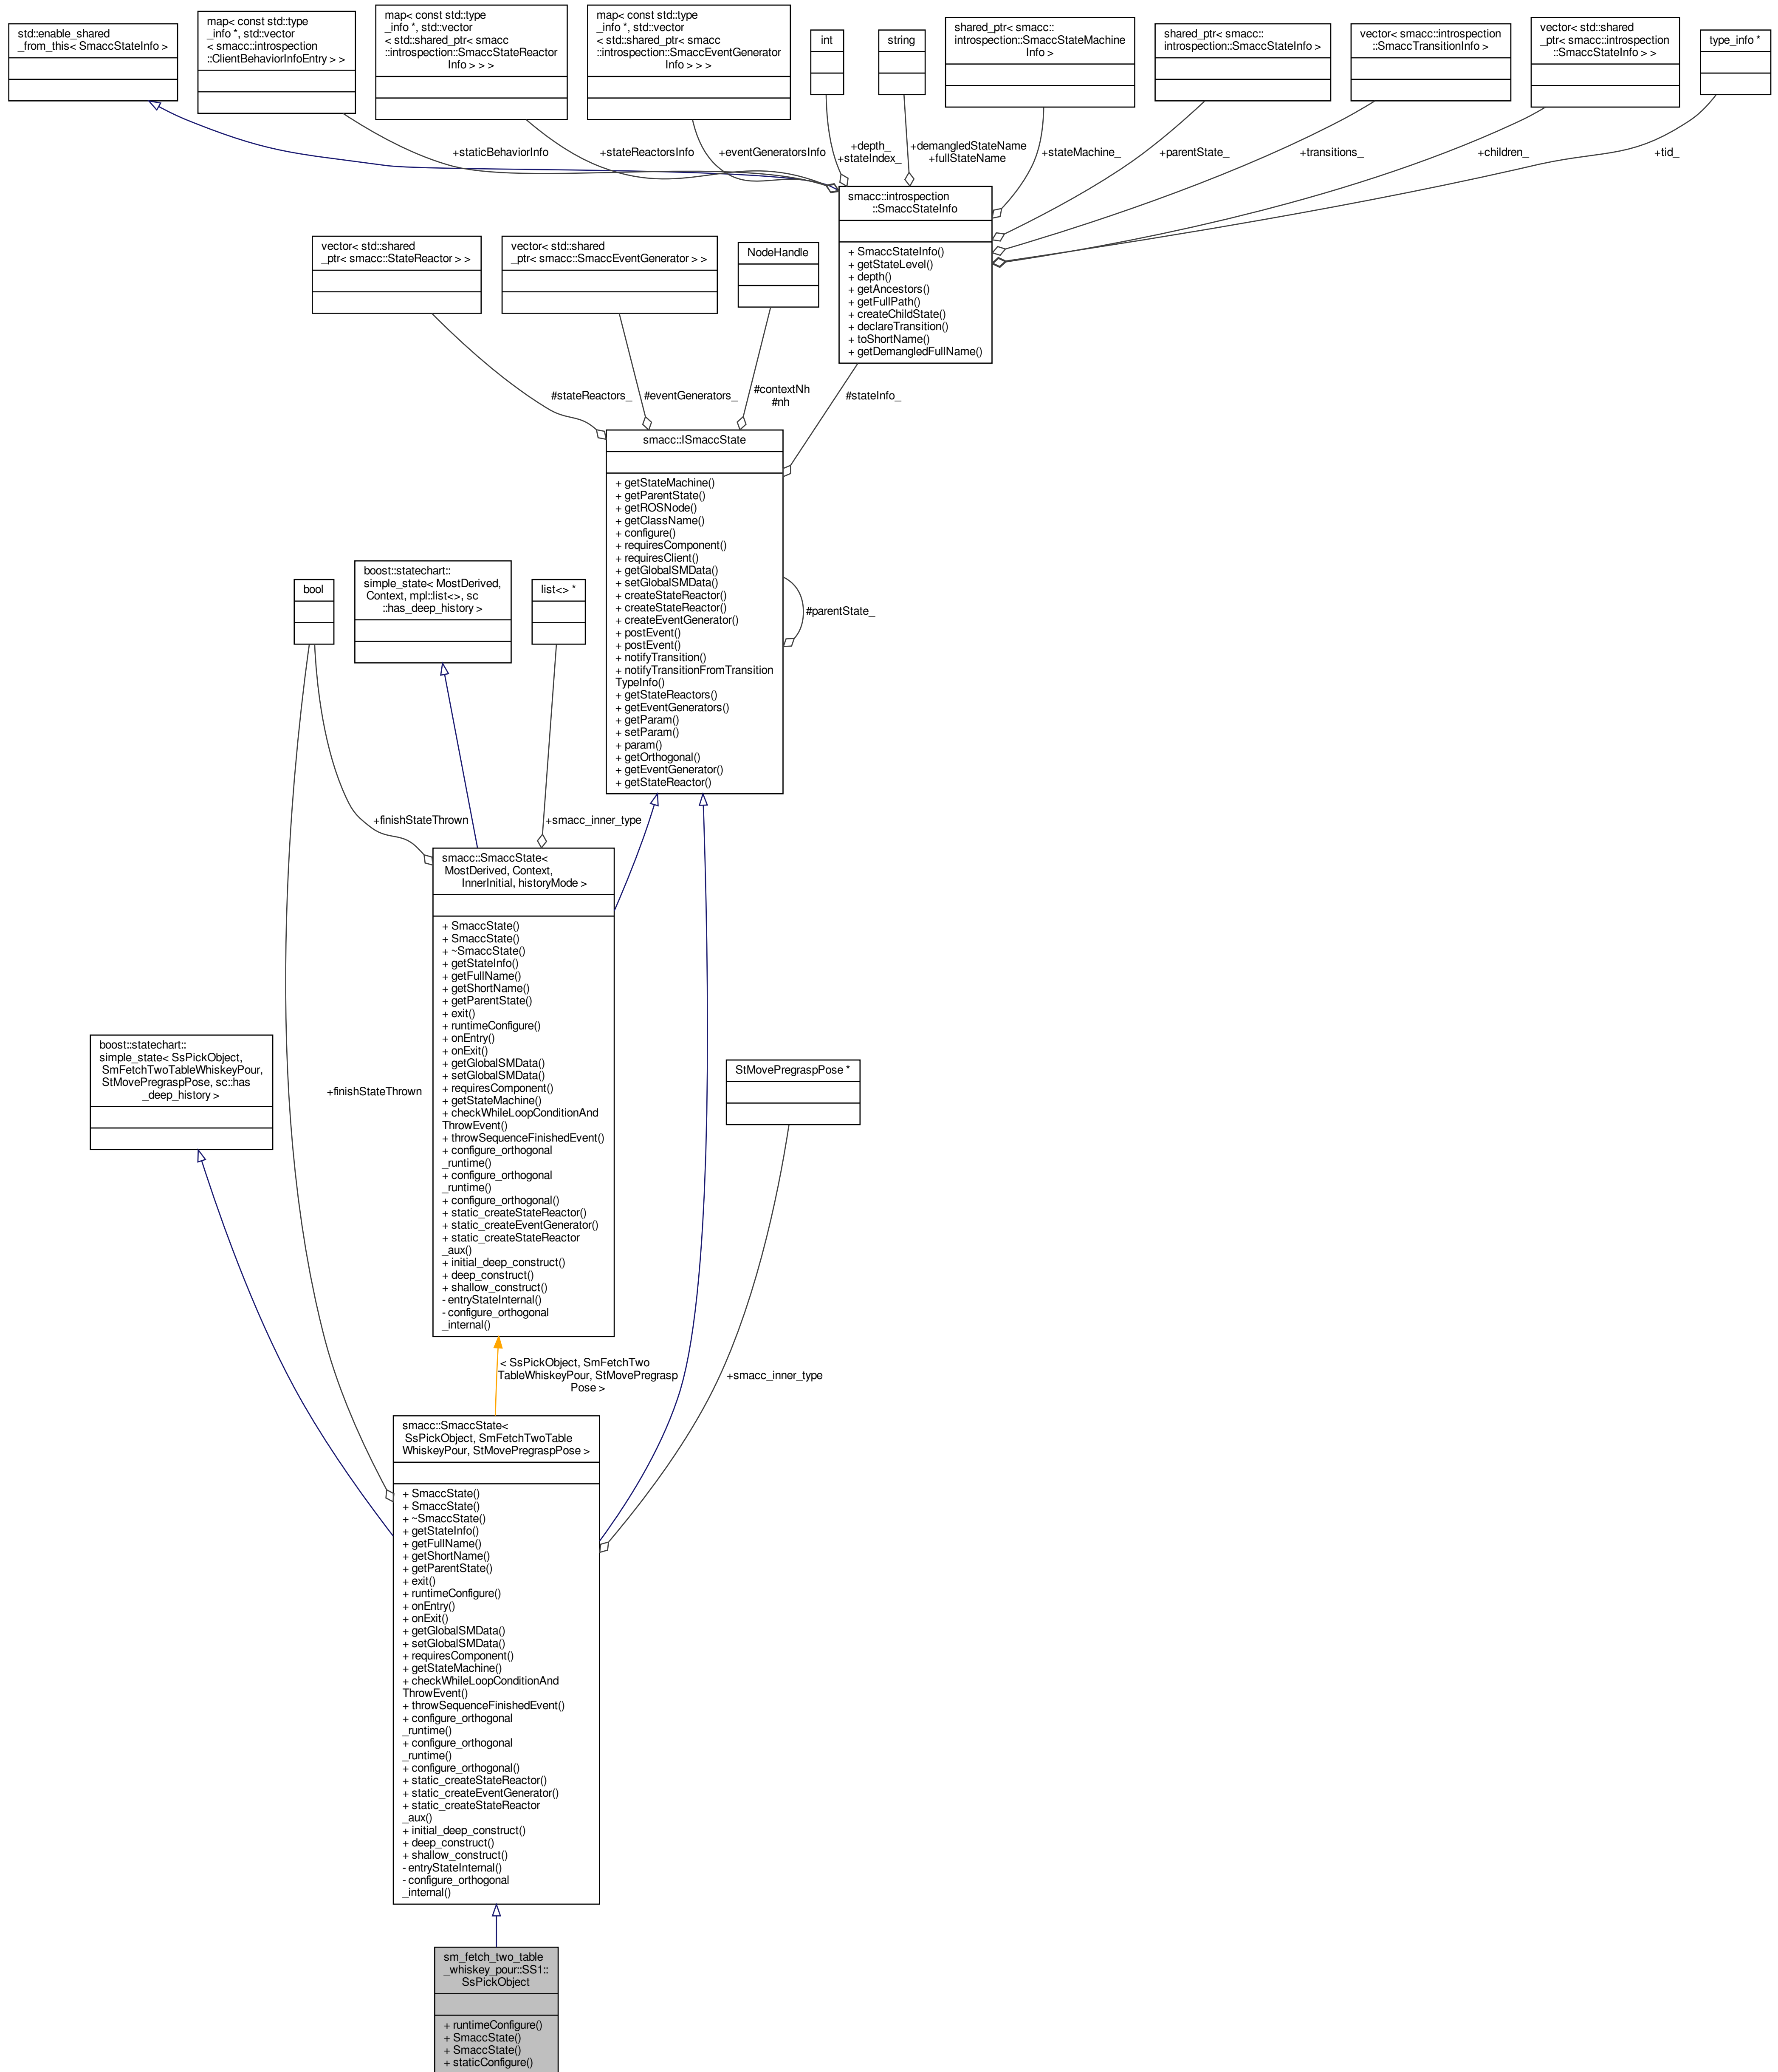 std::enable_shared
_from_this< SmaccStateInfo >
map< const std::type
_info *, std::vector
< smacc::introspection
::ClientBehaviorInfoEntry > >
map< const std::type
_info *, std::vector
< std::shared_ptr< smacc
::introspection::SmaccStateReactor
Info > > >
map< const std::type
_info *, std::vector
< std::shared_ptr< smacc
::introspection::SmaccEventGenerator
Info > > >
int
string
shared_ptr< smacc::
introspection::SmaccStateMachine
Info >
shared_ptr< smacc::
introspection::SmaccStateInfo >
vector< smacc::introspection
::SmaccTransitionInfo >
vector< std::shared
_ptr< smacc::introspection
::SmaccStateInfo > >
type_info *
+staticBehaviorInfo
+stateReactorsInfo
+eventGeneratorsInfo
+depth_
+stateIndex_
+demangledStateName
+fullStateName
+stateMachine_
+parentState_
+transitions_
+children_
+tid_
smacc::introspection
::SmaccStateInfo
+ SmaccStateInfo()
+ getStateLevel()
+ depth()
+ getAncestors()
+ getFullPath()
+ createChildState()
+ declareTransition()
+ toShortName()
+ getDemangledFullName()
vector< std::shared
_ptr< smacc::StateReactor > >
vector< std::shared
_ptr< smacc::SmaccEventGenerator > >
NodeHandle
#stateReactors_
#eventGenerators_
#contextNh
#nh
#stateInfo_
smacc::ISmaccState
+ getStateMachine()
+ getParentState()
+ getROSNode()
+ getClassName()
+ configure()
+ requiresComponent()
+ requiresClient()
+ getGlobalSMData()
+ setGlobalSMData()
+ createStateReactor()
+ createStateReactor()
+ createEventGenerator()
+ postEvent()
+ postEvent()
+ notifyTransition()
+ notifyTransitionFromTransition
TypeInfo()
+ getStateReactors()
+ getEventGenerators()
+ getParam()
+ setParam()
+ param()
+ getOrthogonal()
+ getEventGenerator()
+ getStateReactor()
#parentState_
bool
boost::statechart::
simple_state< MostDerived,
Context, mpl::list<>, sc
::has_deep_history >
list<> *
+finishStateThrown
+smacc_inner_type
smacc::SmaccState<
MostDerived, Context,
InnerInitial, historyMode >
+ SmaccState()
+ SmaccState()
+ ~SmaccState()
+ getStateInfo()
+ getFullName()
+ getShortName()
+ getParentState()
+ exit()
+ runtimeConfigure()
+ onEntry()
+ onExit()
+ getGlobalSMData()
+ setGlobalSMData()
+ requiresComponent()
+ getStateMachine()
+ checkWhileLoopConditionAnd
ThrowEvent()
+ throwSequenceFinishedEvent()
+ configure_orthogonal
_runtime()
+ configure_orthogonal
_runtime()
+ configure_orthogonal()
+ static_createStateReactor()
+ static_createEventGenerator()
+ static_createStateReactor
_aux()
+ initial_deep_construct()
+ deep_construct()
+ shallow_construct()
- entryStateInternal()
- configure_orthogonal
_internal()
boost::statechart::
simple_state< SsPickObject,
SmFetchTwoTableWhiskeyPour,
StMovePregraspPose, sc::has
_deep_history >
+finishStateThrown
StMovePregraspPose *
< SsPickObject, SmFetchTwo
TableWhiskeyPour, StMovePregrasp
Pose >
+smacc_inner_type
smacc::SmaccState<
SsPickObject, SmFetchTwoTable
WhiskeyPour, StMovePregraspPose >
+ SmaccState()
+ SmaccState()
+ ~SmaccState()
+ getStateInfo()
+ getFullName()
+ getShortName()
+ getParentState()
+ exit()
+ runtimeConfigure()
+ onEntry()
+ onExit()
+ getGlobalSMData()
+ setGlobalSMData()
+ requiresComponent()
+ getStateMachine()
+ checkWhileLoopConditionAnd
ThrowEvent()
+ throwSequenceFinishedEvent()
+ configure_orthogonal
_runtime()
+ configure_orthogonal
_runtime()
+ configure_orthogonal()
+ static_createStateReactor()
+ static_createEventGenerator()
+ static_createStateReactor
_aux()
+ initial_deep_construct()
+ deep_construct()
+ shallow_construct()
- entryStateInternal()
- configure_orthogonal
_internal()
sm_fetch_two_table
_whiskey_pour::SS1::
SsPickObject
+ runtimeConfigure()
+ SmaccState()
+ SmaccState()
+ staticConfigure()